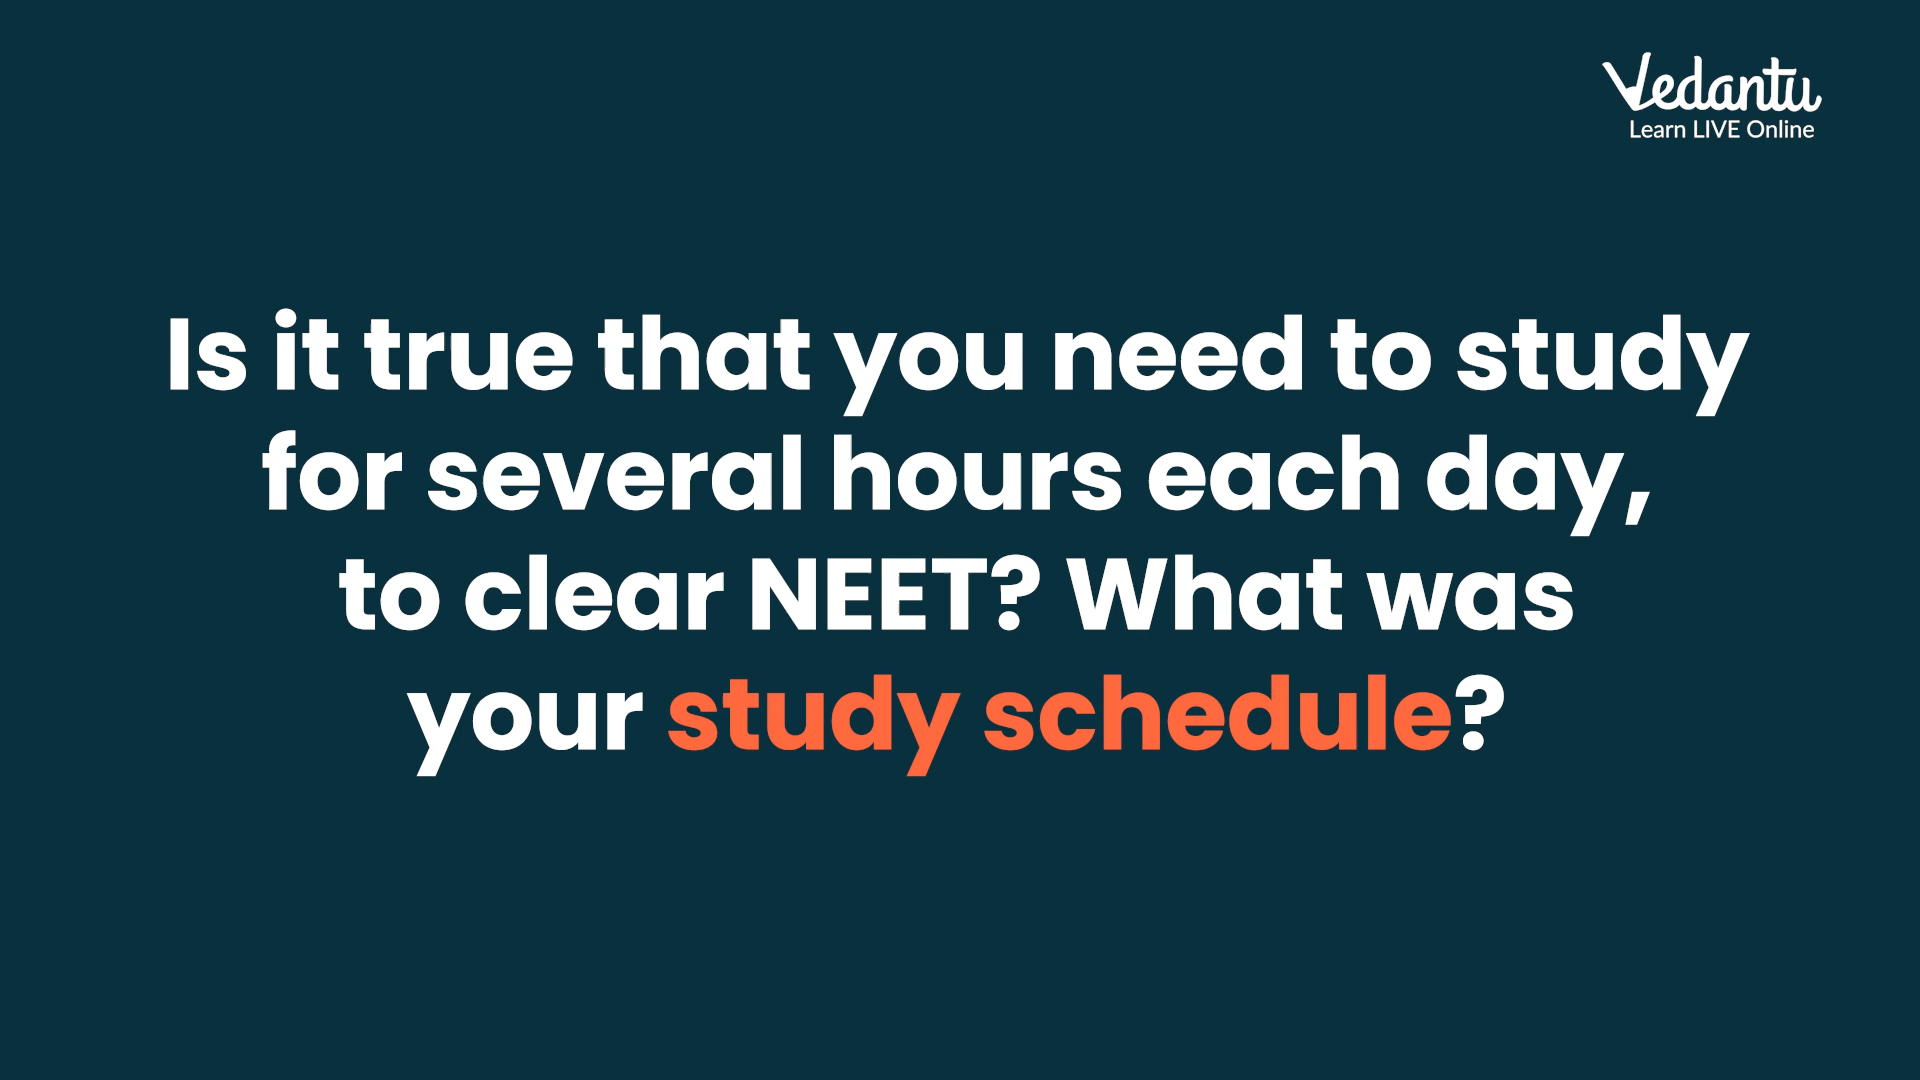 Vedantu
Learn LIVE Online
Is it true that you need to study
for several hours each day,
to clear NEET? What was
your study schedule?